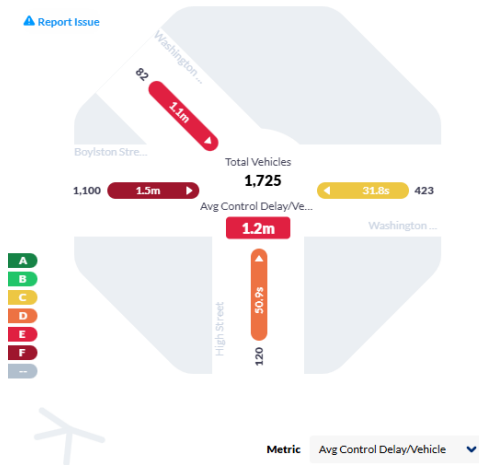 Report Issue
Washington ...
82
1.1m
Boylston Stre...
Total Vehicles
1,725
1,100
1.5m
31.8s
423
Avg Control Delay/Ve...
1.2m
Washington ...
A
B
C
D
E
F
--
50.9s
High Street
120
Metric Avg Control Delay/Vehicle